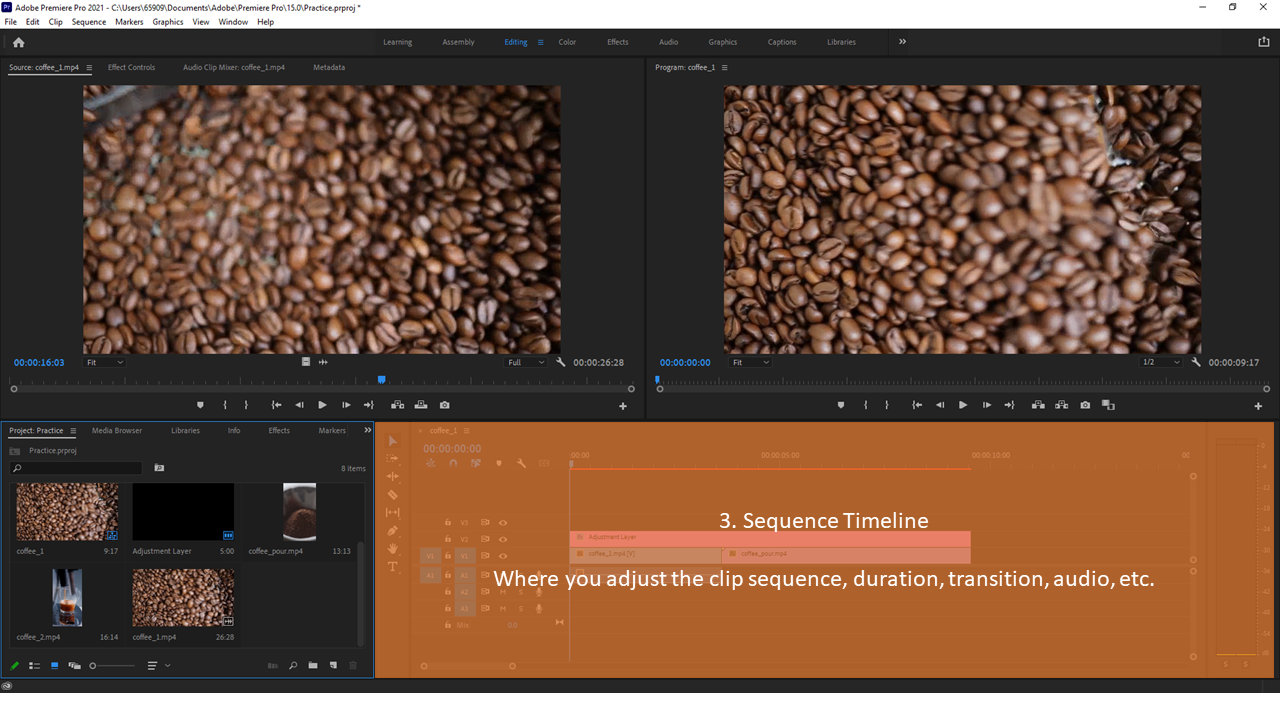 Adobe Premiere Pro 2021 - C:\Users\65909\Documents\Adobe\Premiere Pro\15.0\Practice.prproj *
File Edit Clip Sequence Markers Graphics View Window Help
Learning Assembly Editing Color Effects Audio Graphics Captions Libraries
Source: coffee_1.mp4 Effect Controls Audio Clip Mixer: coffee_1.mp4 Metadata
Program: coffee_1
00:00:16:03 Fit Full 00:00:26:28
00:00:00:00 Fit 1/2 00:00:09:17
Project: Practice Media Browser Libraries Info Effects Markers
Practice.prproj
8 items
coffee_1 9:17 Adjustment Layer 5:00 coffee_pour.mp4 13:13
coffee_2.mp4 16:14 coffee_1.mp4 26:28
coffee_1
00:00:00:00
:00:00 00:00:05:00 00:00:10:00 00:
3. Sequence Timeline
V3
V2 Adjustment Layer
V1 V1 coffee_1.mp4 [V] coffee_pour.mp4
Where you adjust the clip sequence, duration, transition, audio, etc.
A1 A1
A2 M S
A3 M S
Mix 0.0
S S